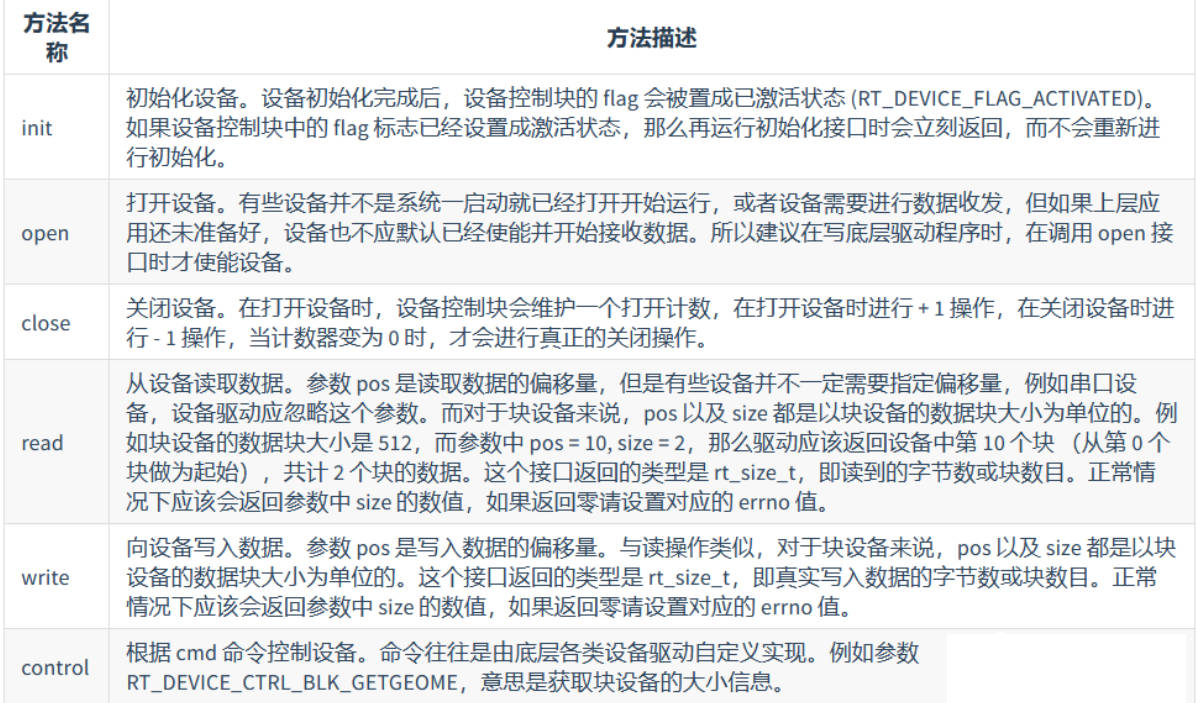 方法名
称
方法描述
init
初始化设备。设备初始化完成后，设备控制块的 flag 会被置成已激活状态 (RT_DEVICE_FLAG_ACTIVATED)。
如果设备控制块中的 flag 标志已经设置成激活状态，那么再运行初始化接口时会立刻返回，而不会重新进
行初始化。
open
打开设备。有些设备并不是系统一启动就已经打开开始运行，或者设备需要进行数据收发，但如果上层应
用还未准备好，设备也不应默认已经使能并开始接收数据。所以建议在写底层驱动程序时，在调用 open 接
口时才使能设备。
close
关闭设备。在打开设备时，设备控制块会维护一个打开计数，在打开设备时进行 + 1 操作，在关闭设备时进
行 - 1 操作，当计数器变为 0 时，才会进行真正的关闭操作。
read
从设备读取数据。参数 pos 是读取数据的偏移量，但是有些设备并不一定需要指定偏移量，例如串口设
备，设备驱动应忽略这个参数。而对于块设备来说，pos 以及 size 都是以块设备的数据块大小为单位的。例
如块设备的数据块大小是 512，而参数中 pos = 10, size = 2，那么驱动应该返回设备中第 10 个块 （从第 0 个
块做为起始），共计 2 个块的数据。这个接口返回的类型是 rt_size_t，即读到的字节数或块数目。正常情
况下应该会返回参数中 size 的数值，如果返回零请设置对应的 errno 值。
write
向设备写入数据。参数 pos 是写入数据的偏移量。与读操作类似，对于块设备来说，pos 以及 size 都是以块
设备的数据块大小为单位的。这个接口返回的类型是 rt_size_t，即真实写入数据的字节数或块数目。正常
情况下应该会返回参数中 size 的数值，如果返回零请设置对应的 errno 值。
control
根据 cmd 命令控制设备。命令往往是由底层各类设备驱动自定义实现。例如参数
RT_DEVICE_CTRL_BLK_GETGEOME，意思是获取块设备的大小信息。